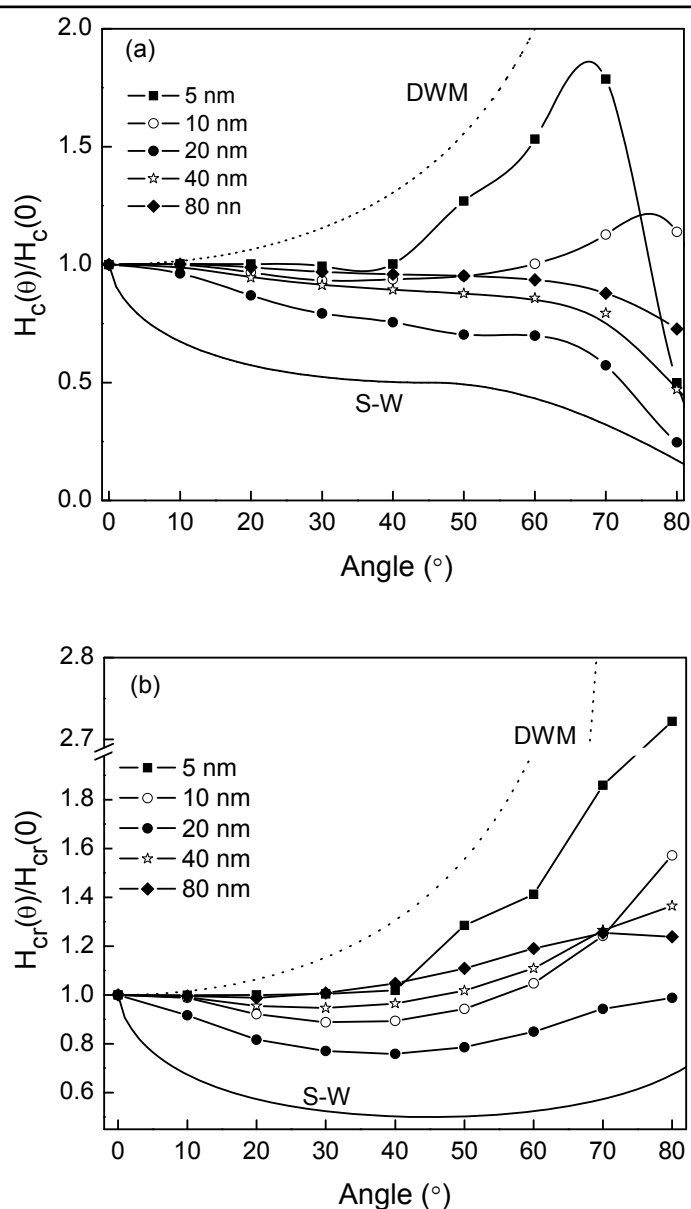 (a)
2.0
1.5
1.0
0.5
0.0
H_c(θ)/H_c(0)
5 nm
10 nm
20 nm
40 nm
80 nn
DWM
S-W
0 10 20 30 40 50 60 70 80
Angle (°)
(b)
2.8
2.7
1.8
1.6
1.4
1.2
1.0
0.8
0.6
H_cr(θ)/H_cr(0)
5 nm
10 nm
20 nm
40 nm
80 nm
DWM
S-W
0 10 20 30 40 50 60 70 80
Angle (°)